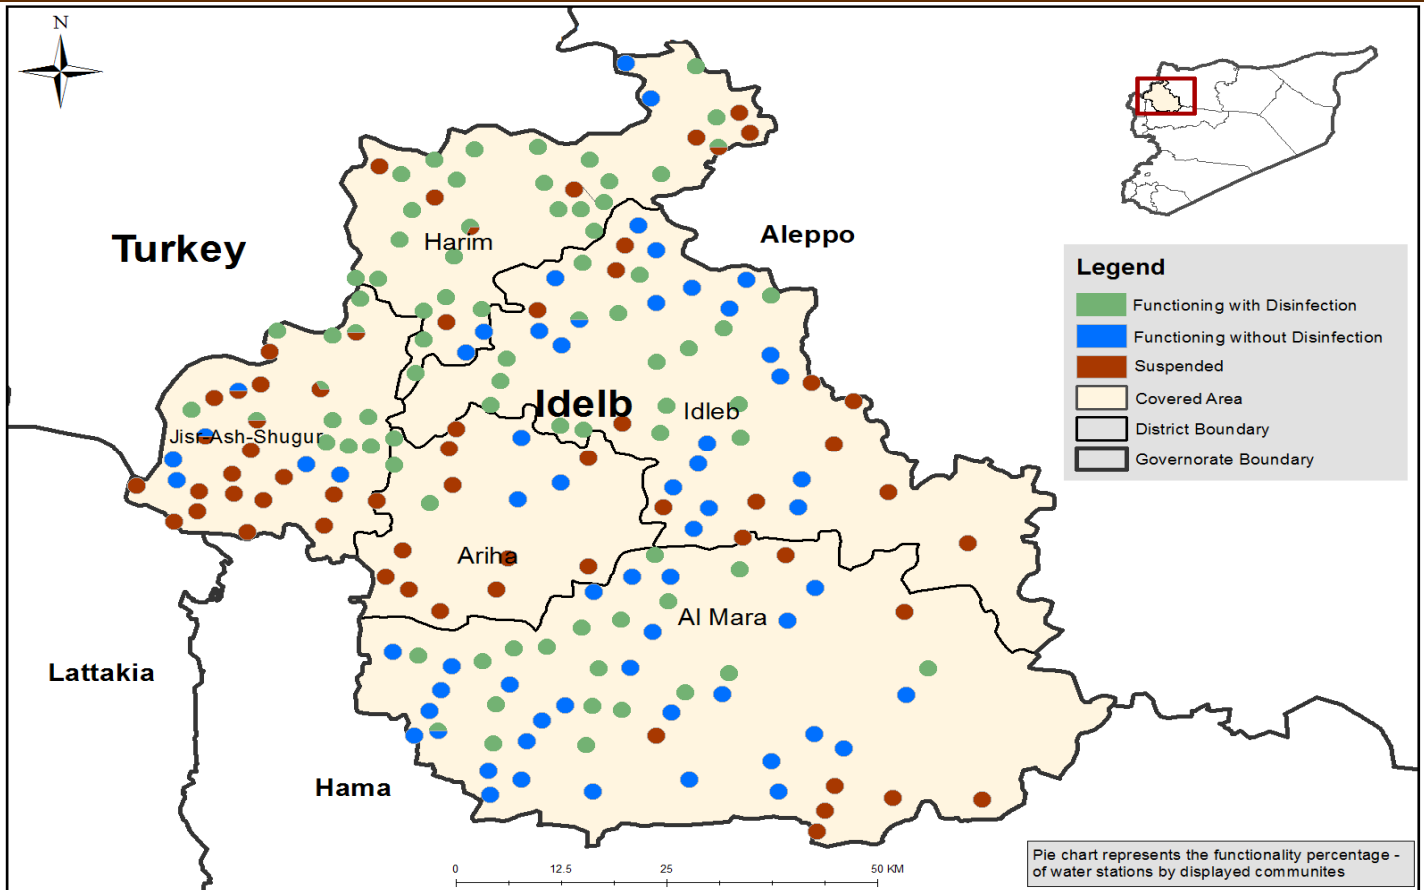 N
Turkey
Harim
Aleppo
Legend
Functioning with Disinfection
Functioning without Disinfection
Suspended
Covered Area
District Boundary
Governorate Boundary
Idelb
Idleb
Jisr-Ash-Shugur
Ariha
Al Mara
Lattakia
Hama
0 12.5 25 50 KM
Pie chart represents the functionality percentage -
of water stations by displayed communites